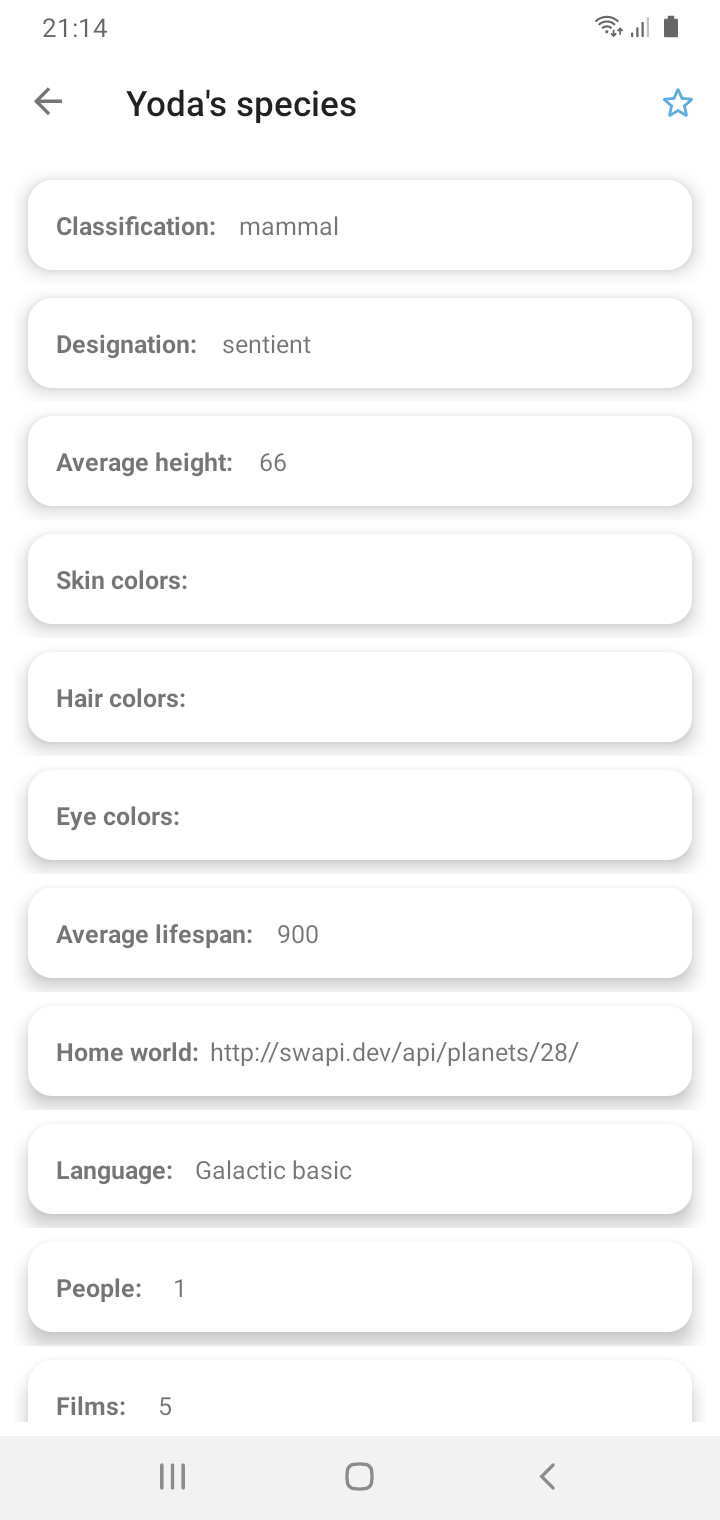 21:14
Yoda's species
Classification: mammal
Designation: sentient
Average height: 66
Skin colors:
Hair colors:
Eye colors:
Average lifespan: 900
Home world: http://swapi.dev/api/planets/28/
Language: Galactic basic
People: 1
Films: 5